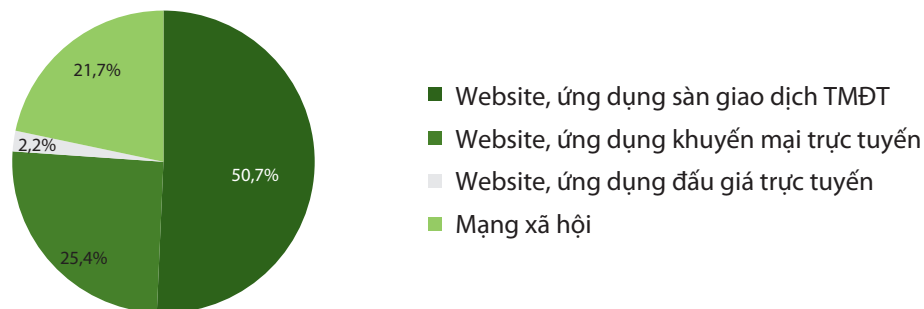 21,7%
2,2%
50,7%
25,4%
Website, ứng dụng sàn giao dịch TMĐT
Website, ứng dụng khuyến mại trực tuyến
Website, ứng dụng đấu giá trực tuyến
Mạng xã hội